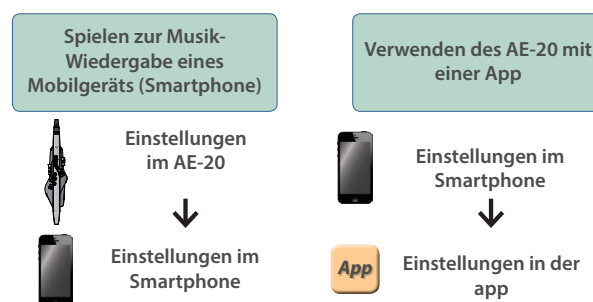 Spielen zur Musik-
Wiedergabe eines
Mobilgeräts (Smartphone)
Einstellungen
im AE-20
Einstellungen im
Smartphone
Verwenden des AE-20 mit
einer App
Einstellungen im
Smartphone
App
Einstellungen in der
app